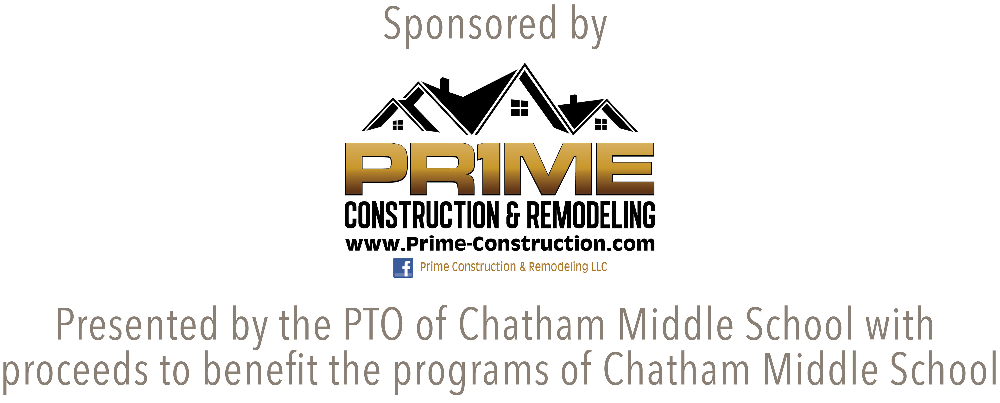 Sponsored by
PR1ME
CONSTRUCTION & REMODELING
www.Prime-Construction.com
f Prime Construction & Remodeling LLC
Presented by the PTO of Chatham Middle School with
proceeds to benefit the programs of Chatham Middle School